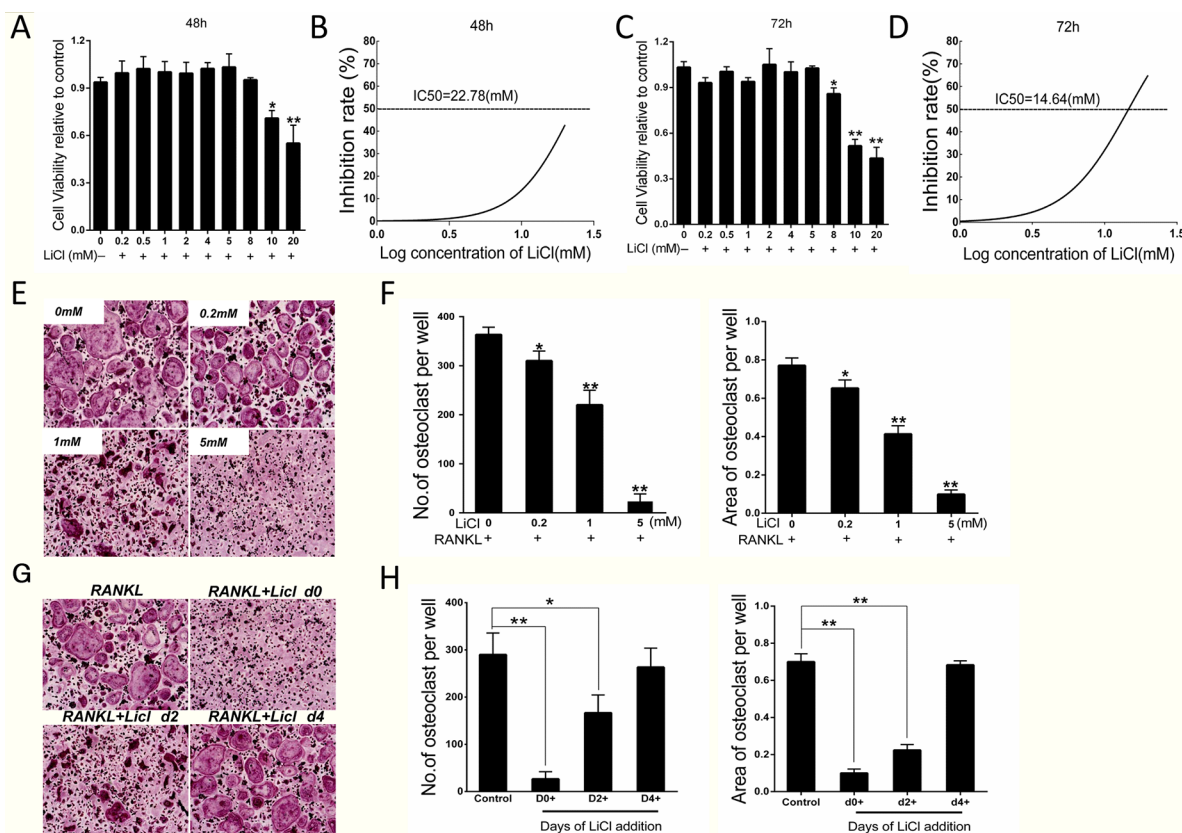 A
48h
Cell Viability relative to control
1.2
0.9
0.6
0.3
0.0
0 0.2 0.5 1 2 4 5 8 10 20
LiCl (mM) – + + + + + + + + +
* **
B
48h
Inhibition rate (%)
80
70
60
50
40
30
20
10
0
IC50=22.78(mM)
0.0 0.5 1.0 1.5
Log concentration of LiCl(mM)
C
72h
Cell Viability relative to control
1.2
0.9
0.6
0.3
0.0
0 0.2 0.5 1 2 4 5 8 10 20
LiCl (mM) – + + + + + + + + +
* ** **
D
72h
Inhibition rate(%)
80
70
60
50
40
30
20
10
0
IC50=14.64(mM)
0.0 0.5 1.0 1.5
Log concentration of LiCl(mM)
E
0mM 0.2mM
1mM 5mM
F
No.of osteoclast per well
400
300
200
100
0
* ** **
LiCl 0 0.2 1 5 (mM)
RANKL + + + +
Area of osteoclast per well
1.0
0.8
0.6
0.4
0.2
0.0
* ** **
LiCl 0 0.2 1 5 (mM)
RANKL + + + +
G
RANKL RANKL+Licl d0
RANKL+Licl d2 RANKL+Licl d4
H
No.of osteoclast per well
300
300
200
100
0
*
**
Control D0+ D2+ D4+
Days of LiCl addition
Area of osteoclast per well
1.0
0.8
0.6
0.4
0.2
0.0
**
**
Control d0+ d2+ d4+
Days of LiCl addition